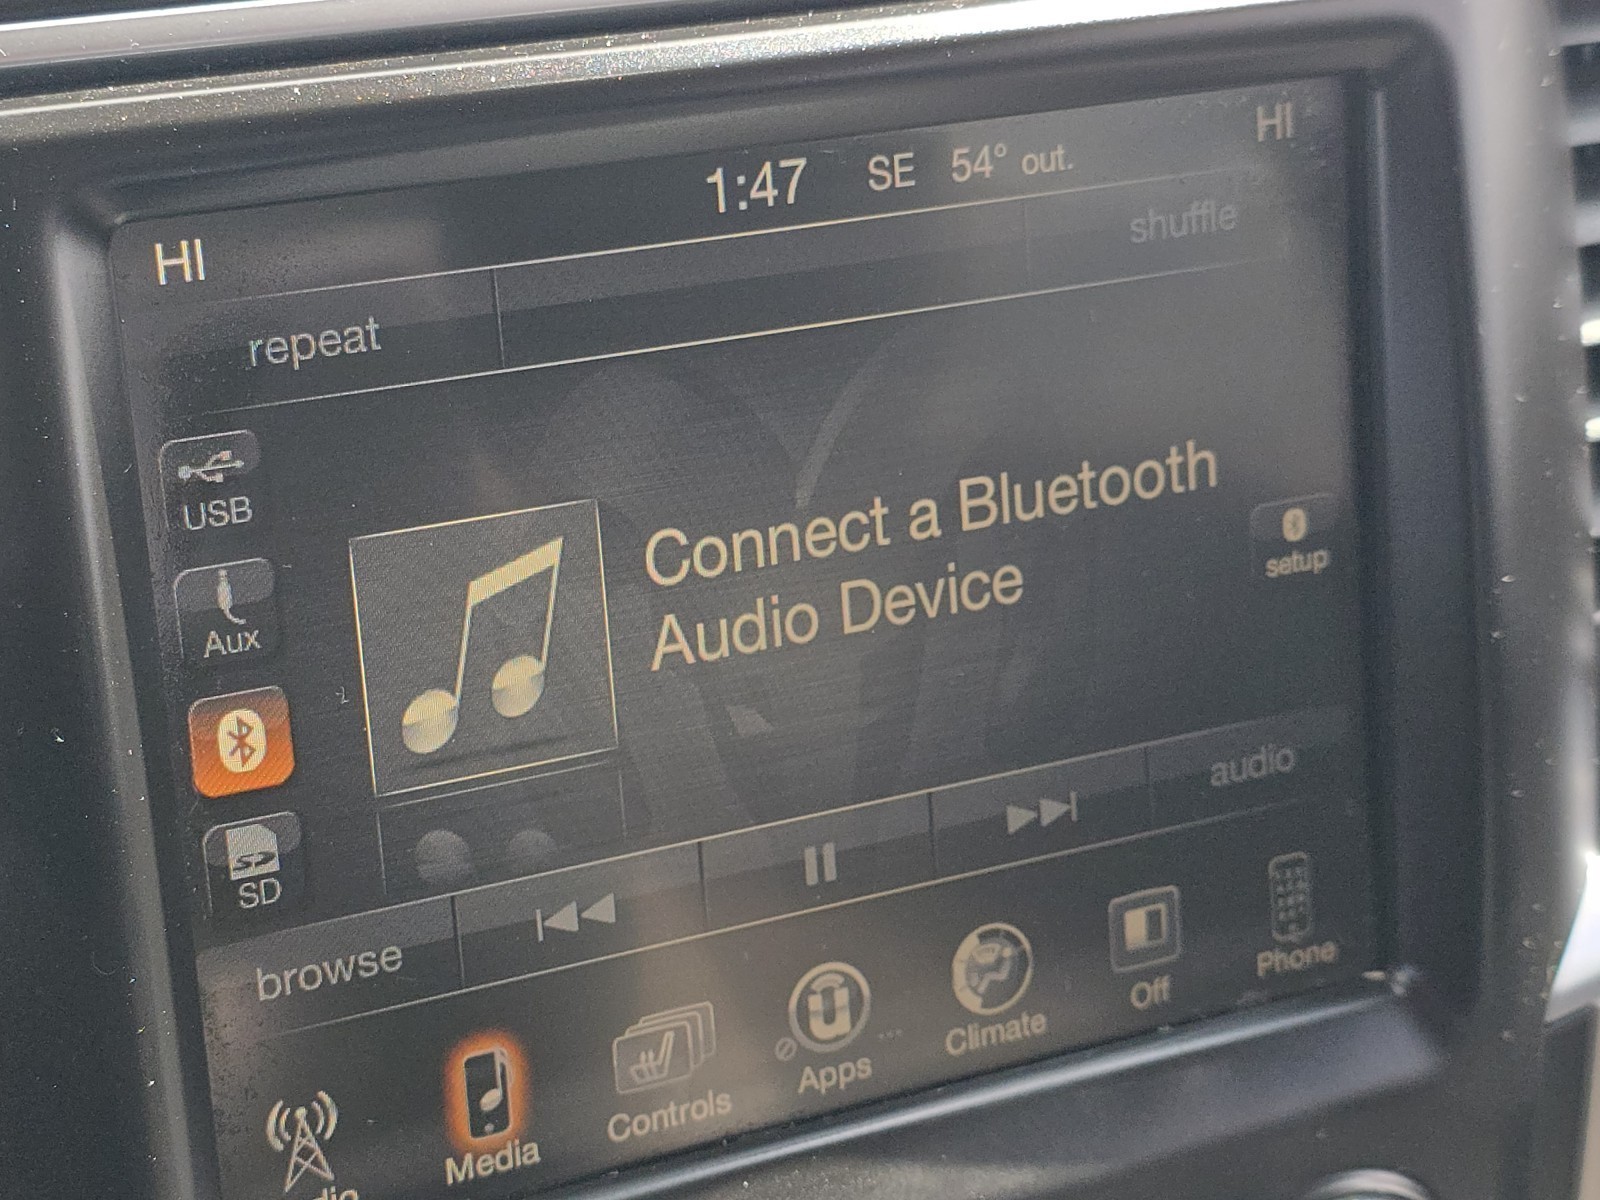 HI
1:47 SE 54° out.
HI
repeat
shuffle
USB
Aux
SD
Connect a Bluetooth
Audio Device
setup
browse
audio
Media
Controls
Apps
Climate
Off
Phone